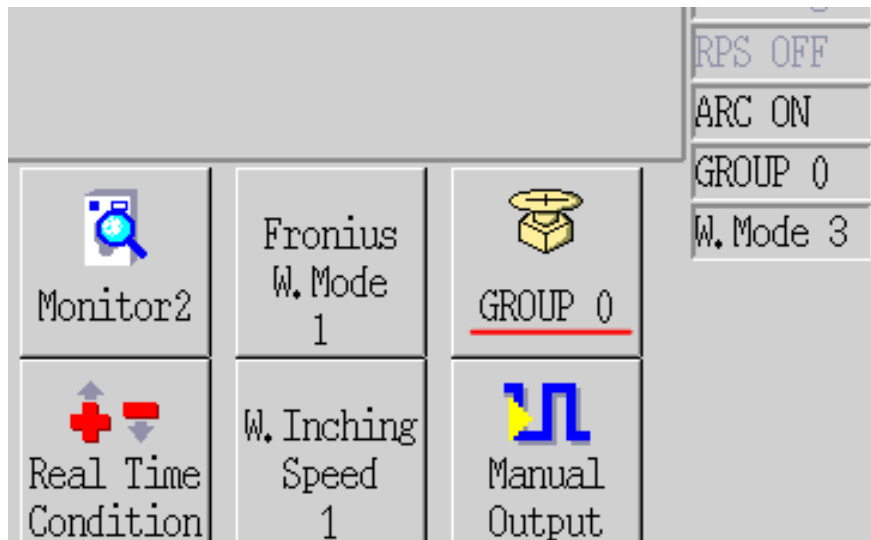 RPS OFF
ARC ON
GROUP 0
W.Mode 3
Monitor2
Fronius
W.Mode
1
GROUP 0
Real Time
Condition
W.Inching
Speed
1
Manual
Output